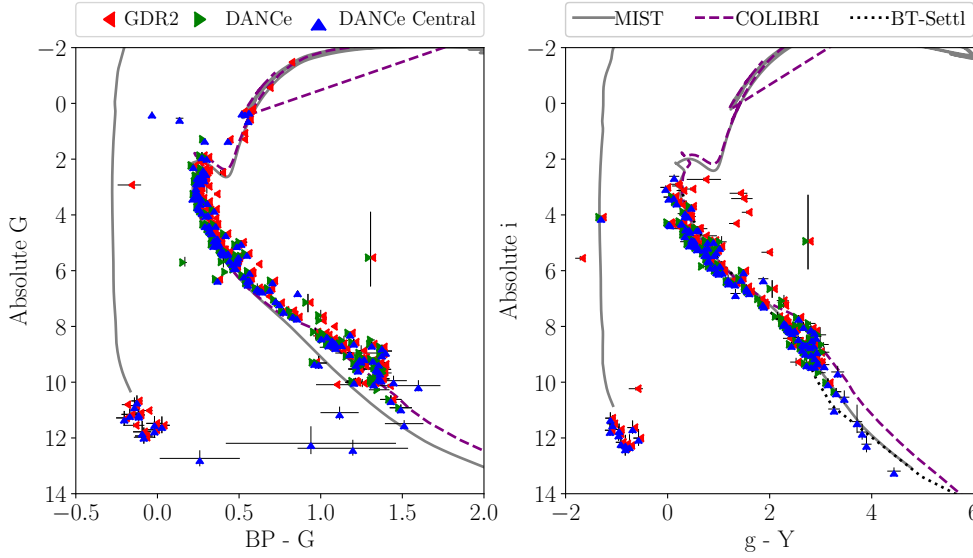 GDR2 DANCe DANCe Central
MIST COLIBRI BT-Settl
−2
0
2
4
6
8
10
12
14
Absolute G
−0.5 0.0 0.5 1.0 1.5 2.0
BP - G
−2
0
2
4
6
8
10
12
14
Absolute i
−2 0 2 4 6
g - Y